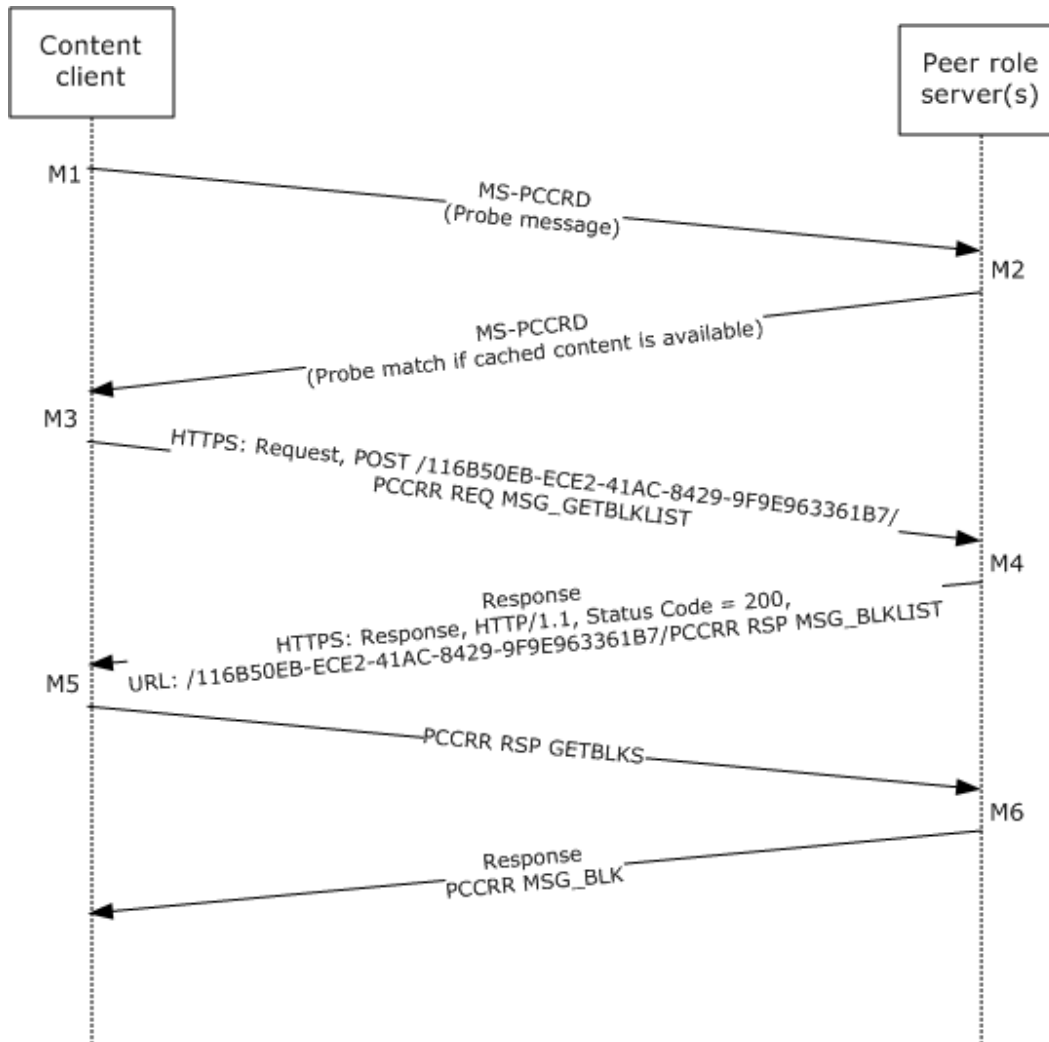 Content
client
Peer role
server(s)
M1
MS-PCCRD
(Probe message)
M2
MS-PCCRD
(Probe match if cached content is available)
M3
HTTPS: Request, POST /116B50EB-ECE2-41AC-8429-9F9E963361B7/
PCCRR REQ MSG_GETBLKLIST
M4
Response
HTTPS: Response, HTTP/1.1, Status Code = 200,
URL: /116B50EB-ECE2-41AC-8429-9F9E963361B7/PCCRR RSP MSG_BLKLIST
M5
PCCRR RSP GETBLKS
M6
Response
PCCRR MSG_BLK